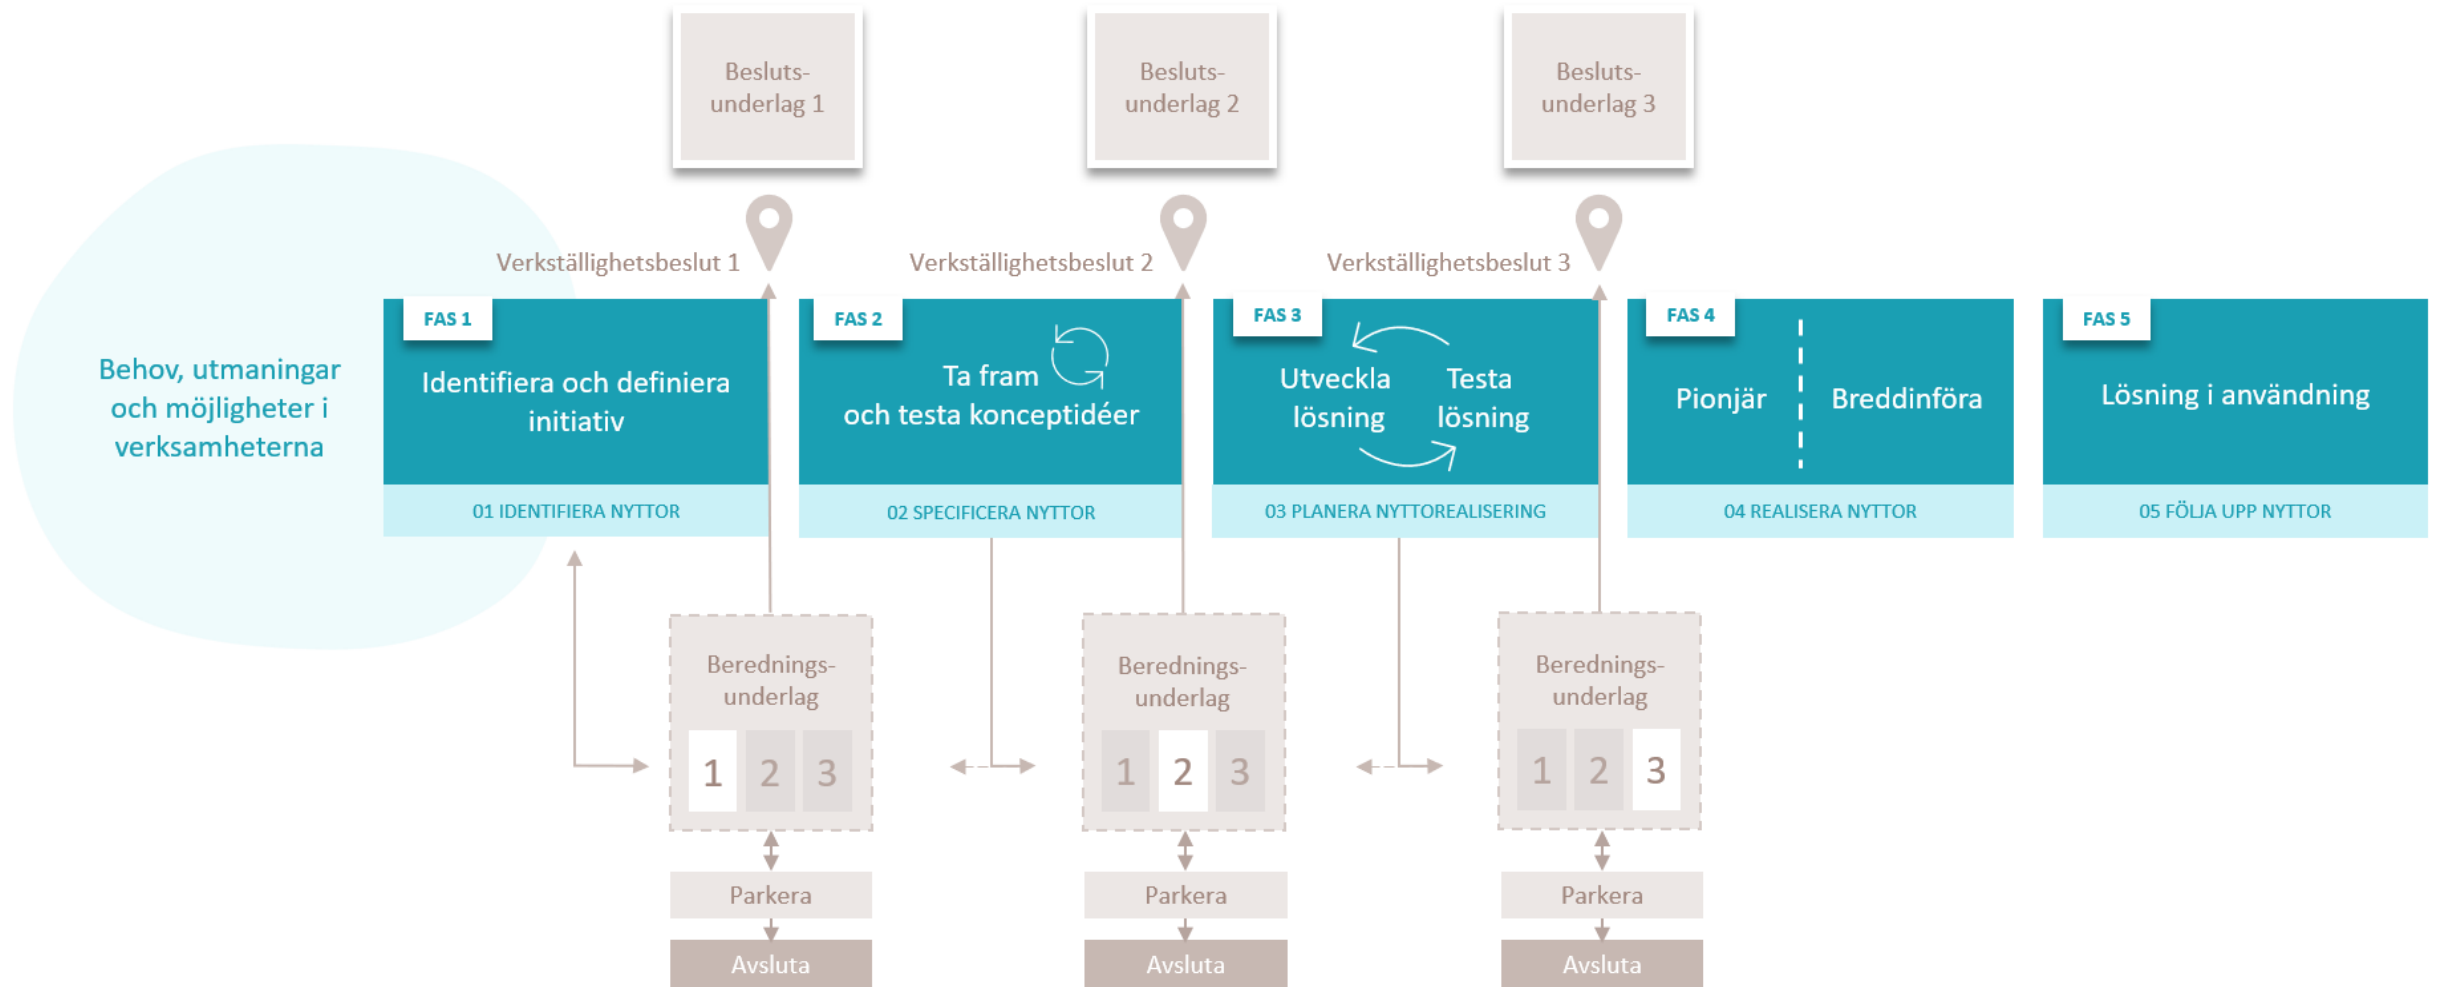 Besluts-
underlag 1
Besluts-
underlag 2
Besluts-
underlag 3
Verkställighetsbeslut 1
Verkställighetsbeslut 2
Verkställighetsbeslut 3
Behov, utmaningar
och möjligheter i
verksamheterna
FAS 1
Identifiera och definiera
initiativ
01 IDENTIFIERA NYTTOR
FAS 2
Ta fram
och testa konceptidéer
02 SPECIFICERA NYTTOR
FAS 3
Utveckla
lösning
Testa
lösning
03 PLANERA NYTTOREALISERING
FAS 4
Pionjär
Breddinföra
04 REALISERA NYTTOR
FAS 5
Lösning i användning
05 FÖLJA UPP NYTTOR
Berednings-
underlag
1 2 3
Parkera
Avsluta
Berednings-
underlag
1 2 3
Parkera
Avsluta
Berednings-
underlag
1 2 3
Parkera
Avsluta